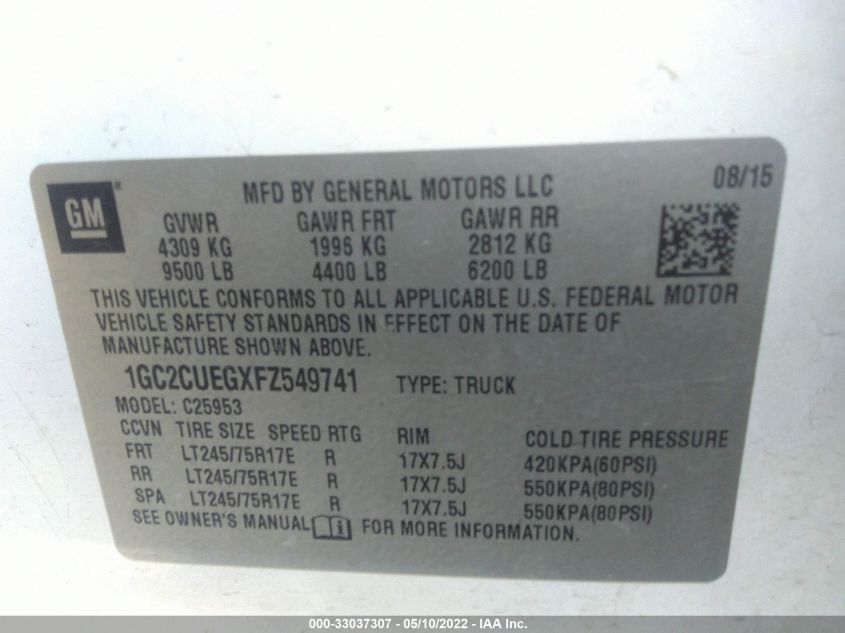 GM ®
MFD BY GENERAL MOTORS LLC 08/15
GVWR GAWR FRT GAWR RR
4309 KG 1996 KG 2812 KG
9500 LB 4400 LB 6200 LB
THIS VEHICLE CONFORMS TO ALL APPLICABLE U.S. FEDERAL MOTOR
VEHICLE SAFETY STANDARDS IN EFFECT ON THE DATE OF
MANUFACTURE SHOWN ABOVE.
1GC2CUEGXFZ549741 TYPE: TRUCK
MODEL: C25953
CCVN TIRE SIZE SPEED RTG RIM COLD TIRE PRESSURE
FRT LT245/75R17E R 17X7.5J 420KPA(60PSI)
RR LT245/75R17E R 17X7.5J 550KPA(80PSI)
SPA LT245/75R17E R 17X7.5J 550KPA(80PSI)
SEE OWNER'S MANUAL i FOR MORE INFORMATION.
000-33037307 - 05/10/2022 - IAA Inc.